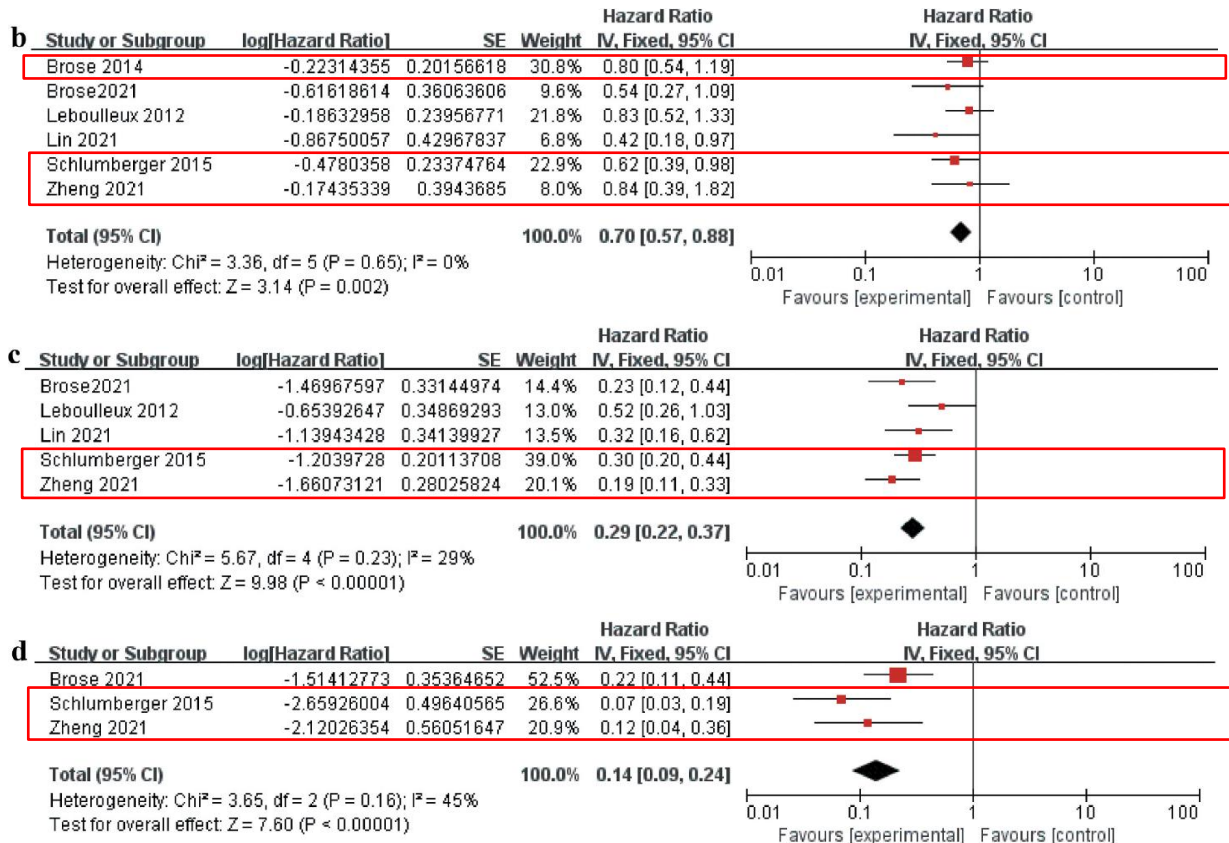 Hazard Ratio Hazard Ratio
b Study or Subgroup log[Hazard Ratio] SE Weight IV, Fixed, 95% CI IV, Fixed, 95% CI
Brose 2014 -0.22314355 0.20156618 30.8% 0.80 [0.54, 1.19]
Brose2021 -0.61618614 0.36063606 9.6% 0.54 [0.27, 1.09]
Leboulleux 2012 -0.18632958 0.23956771 21.8% 0.83 [0.52, 1.33]
Lin 2021 -0.86750057 0.42967837 6.8% 0.42 [0.18, 0.97]
Schlumberger 2015 -0.4780358 0.23374764 22.9% 0.62 [0.39, 0.98]
Zheng 2021 -0.17435339 0.3943685 8.0% 0.84 [0.39, 1.82]
Total (95% CI) 100.0% 0.70 [0.57, 0.88]
Heterogeneity: Chi² = 3.36, df = 5 (P = 0.65); I² = 0%
Test for overall effect: Z = 3.14 (P = 0.002)
0.01 0.1 1 10 100
Favours [experimental] Favours [control]
Hazard Ratio Hazard Ratio
c Study or Subgroup log[Hazard Ratio] SE Weight IV, Fixed, 95% CI IV, Fixed, 95% CI
Brose2021 -1.46967597 0.33144974 14.4% 0.23 [0.12, 0.44]
Leboulleux 2012 -0.65392647 0.34869293 13.0% 0.52 [0.26, 1.03]
Lin 2021 -1.13943428 0.34139927 13.5% 0.32 [0.16, 0.62]
Schlumberger 2015 -1.2039728 0.20113708 39.0% 0.30 [0.20, 0.44]
Zheng 2021 -1.66073121 0.28025824 20.1% 0.19 [0.11, 0.33]
Total (95% CI) 100.0% 0.29 [0.22, 0.37]
Heterogeneity: Chi² = 5.67, df = 4 (P = 0.23); I² = 29%
Test for overall effect: Z = 9.98 (P < 0.00001)
0.01 0.1 1 10 100
Favours [experimental] Favours [control]
Hazard Ratio Hazard Ratio
d Study or Subgroup log[Hazard Ratio] SE Weight IV, Fixed, 95% CI IV, Fixed, 95% CI
Brose 2021 -1.51412773 0.35364652 52.5% 0.22 [0.11, 0.44]
Schlumberger 2015 -2.65926004 0.49640565 26.6% 0.07 [0.03, 0.19]
Zheng 2021 -2.12026354 0.56051647 20.9% 0.12 [0.04, 0.36]
Total (95% CI) 100.0% 0.14 [0.09, 0.24]
Heterogeneity: Chi² = 3.65, df = 2 (P = 0.16); I² = 45%
Test for overall effect: Z = 7.60 (P < 0.00001)
0.01 0.1 1 10 100
Favours [experimental] Favours [control]